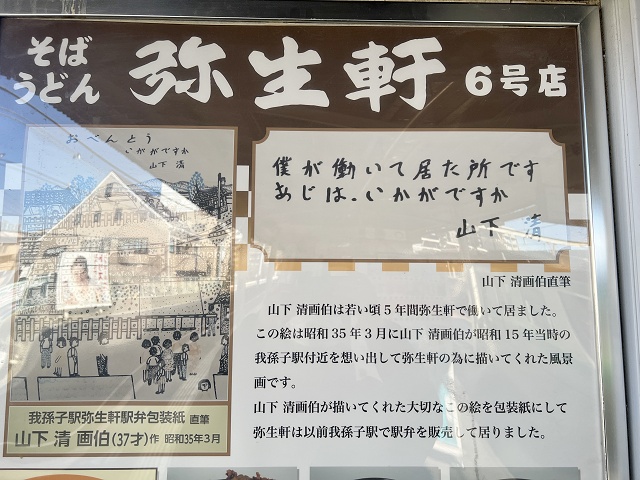 そば
うどん
弥生軒 6号店
おべんとう
いかがですか
山下 清
僕が働いて居た所です
あじは、いかがですか
山下 清
山下 清画伯直筆
山下 清画伯は若い頃5年間弥生軒で働いて居ました。
この絵は昭和35年3月に山下 清画伯が昭和15年当時の
我孫子駅付近を想い出して弥生軒の為に描いてくれた風景
画です。
山下 清画伯が描いてくれた大切なこの絵を包装紙にして
弥生軒は以前我孫子駅で駅弁を販売して居りました。
我孫子駅弥生軒駅弁包装紙 直筆
山下 清 画伯(37才)作 昭和35年3月